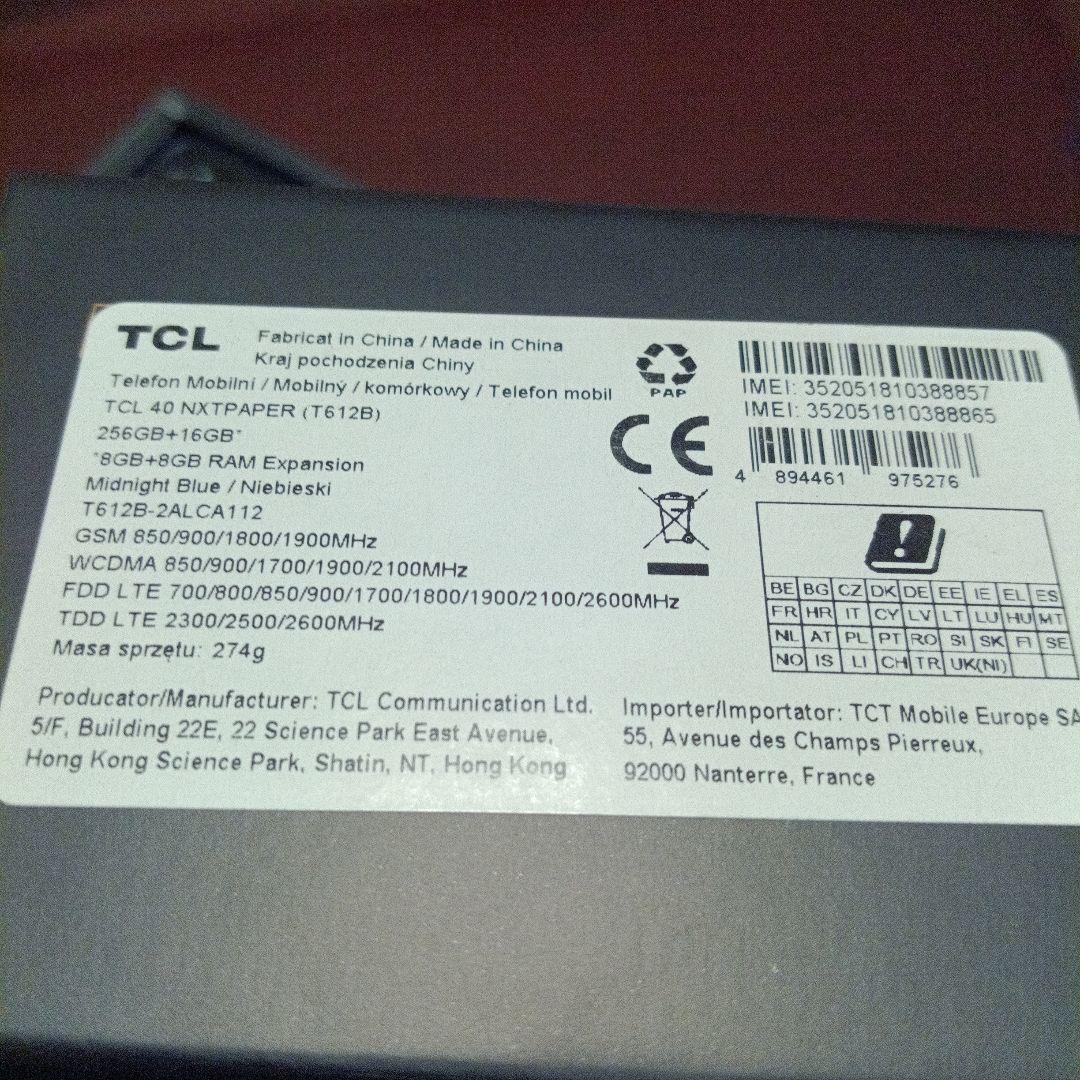 TCL
Fabricat in China / Made in China
Kraj pochodzenia Chiny
Telefon Mobilní / Mobilný / komórkowy / Telefon mobil
TCL 40 NXTPAPER (T612B)
256GB+16GB*
*8GB+8GB RAM Expansion
Midnight Blue / Niebieski
T612B-2ALCA112
GSM 850/900/1800/1900MHz
WCDMA 850/900/1700/1900/2100MHz
FDD LTE 700/800/850/900/1700/1800/1900/2100/2600MHz
TDD LTE 2300/2500/2600MHz
Masa sprzętu: 274g
PAP
CE
IMEI: 352051810388857
IMEI: 352051810388865
4 894461 975276
BE BG CZ DK DE EE IE EL ES
FR HR IT CY LV LT LU HU MT
NL AT PL PT RO SI SK FI SE
NO IS LI CH TR UK(NI)
Producator/Manufacturer: TCL Communication Ltd.
5/F, Building 22E, 22 Science Park East Avenue,
Hong Kong Science Park, Shatin, NT, Hong Kong
Importer/Importator: TCT Mobile Europe SA
55, Avenue des Champs Pierreux,
92000 Nanterre, France